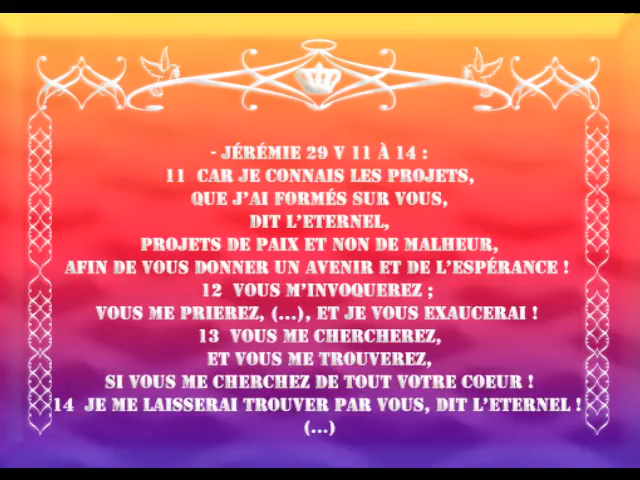 - JÉRÉMIE 29 V 11 À 14 :
11 CAR JE CONNAIS LES PROJETS,
QUE J'AI FORMÉS SUR VOUS,
DIT L'ETERNEL,
PROJETS DE PAIX ET NON DE MALHEUR,
AFIN DE VOUS DONNER UN AVENIR ET DE L'ESPÉRANCE !
12 VOUS M'INVOQUEREZ ;
VOUS ME PRIEREZ, (...), ET JE VOUS EXAUCERAI !
13 VOUS ME CHERCHEREZ,
ET VOUS ME TROUVEREZ,
SI VOUS ME CHERCHEZ DE TOUT VOTRE COEUR !
14 JE ME LAISSERAI TROUVER PAR VOUS, DIT L'ETERNEL !
(...)